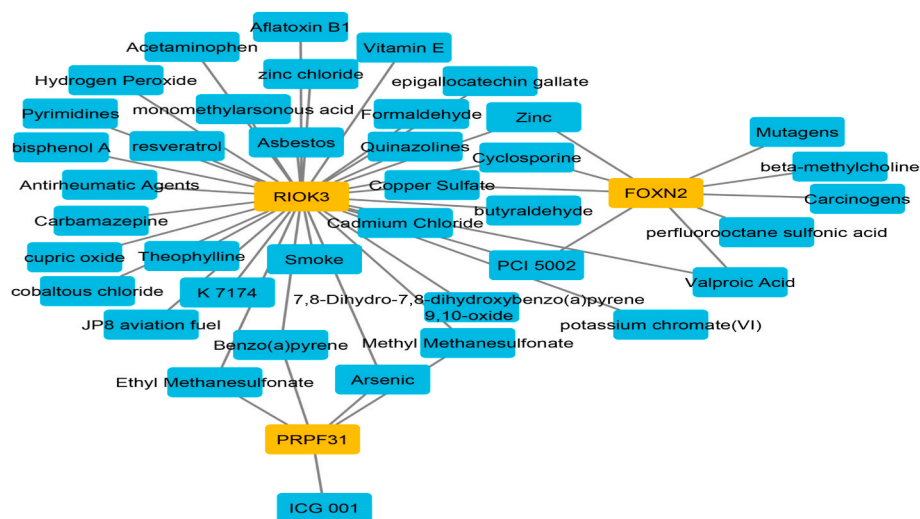 Aflatoxin B1
Acetaminophen
Vitamin E
zinc chloride
Hydrogen Peroxide
epigallocatechin gallate
monomethylarsonous acid
Formaldehyde
Pyrimidines
Zinc
Mutagens
bisphenol A
resveratrol
Asbestos
Quinazolines
Cyclosporine
beta-methylcholine
Antirheumatic Agents
RIOK3
Copper Sulfate
FOXN2
Carcinogens
Carbamazepine
Cadmium Chloride
butyraldehyde
perfluorooctane sulfonic acid
cupric oxide
Theophylline
Smoke
PCI 5002
Valproic Acid
cobaltous chloride
K 7174
7,8-Dihydro-7,8-dihydroxybenzo(a)pyrene
9,10-oxide
JP8 aviation fuel
potassium chromate(VI)
Benzo(a)pyrene
Methyl Methanesulfonate
Ethyl Methanesulfonate
Arsenic
PRPF31
ICG 001